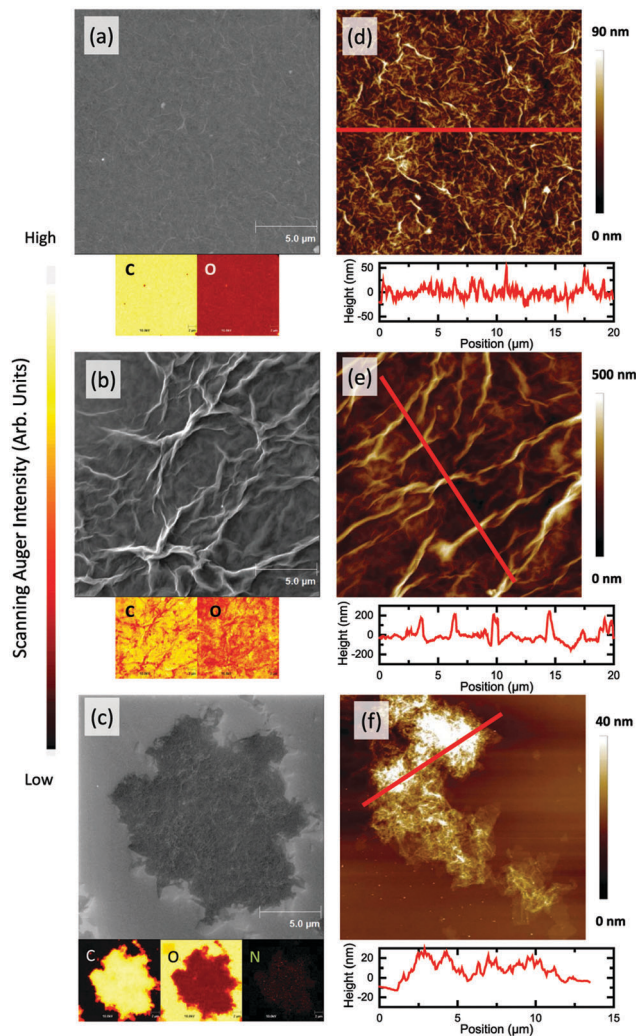 (a)
(d)
90 nm
0 nm
5.0 µm
High
C
O
50
0
-50
Height (nm)
0
5
10
15
20
Position (µm)
Scanning Auger Intensity (Arb. Units)
(b)
(e)
500 nm
0 nm
5.0 µm
C
O
200
0
-200
Height (nm)
0
5
10
15
20
Position (µm)
(c)
(f)
40 nm
0 nm
Low
5.0 µm
C
O
N
20
0
-20
Height (nm)
0
5
10
15
Position (µm)